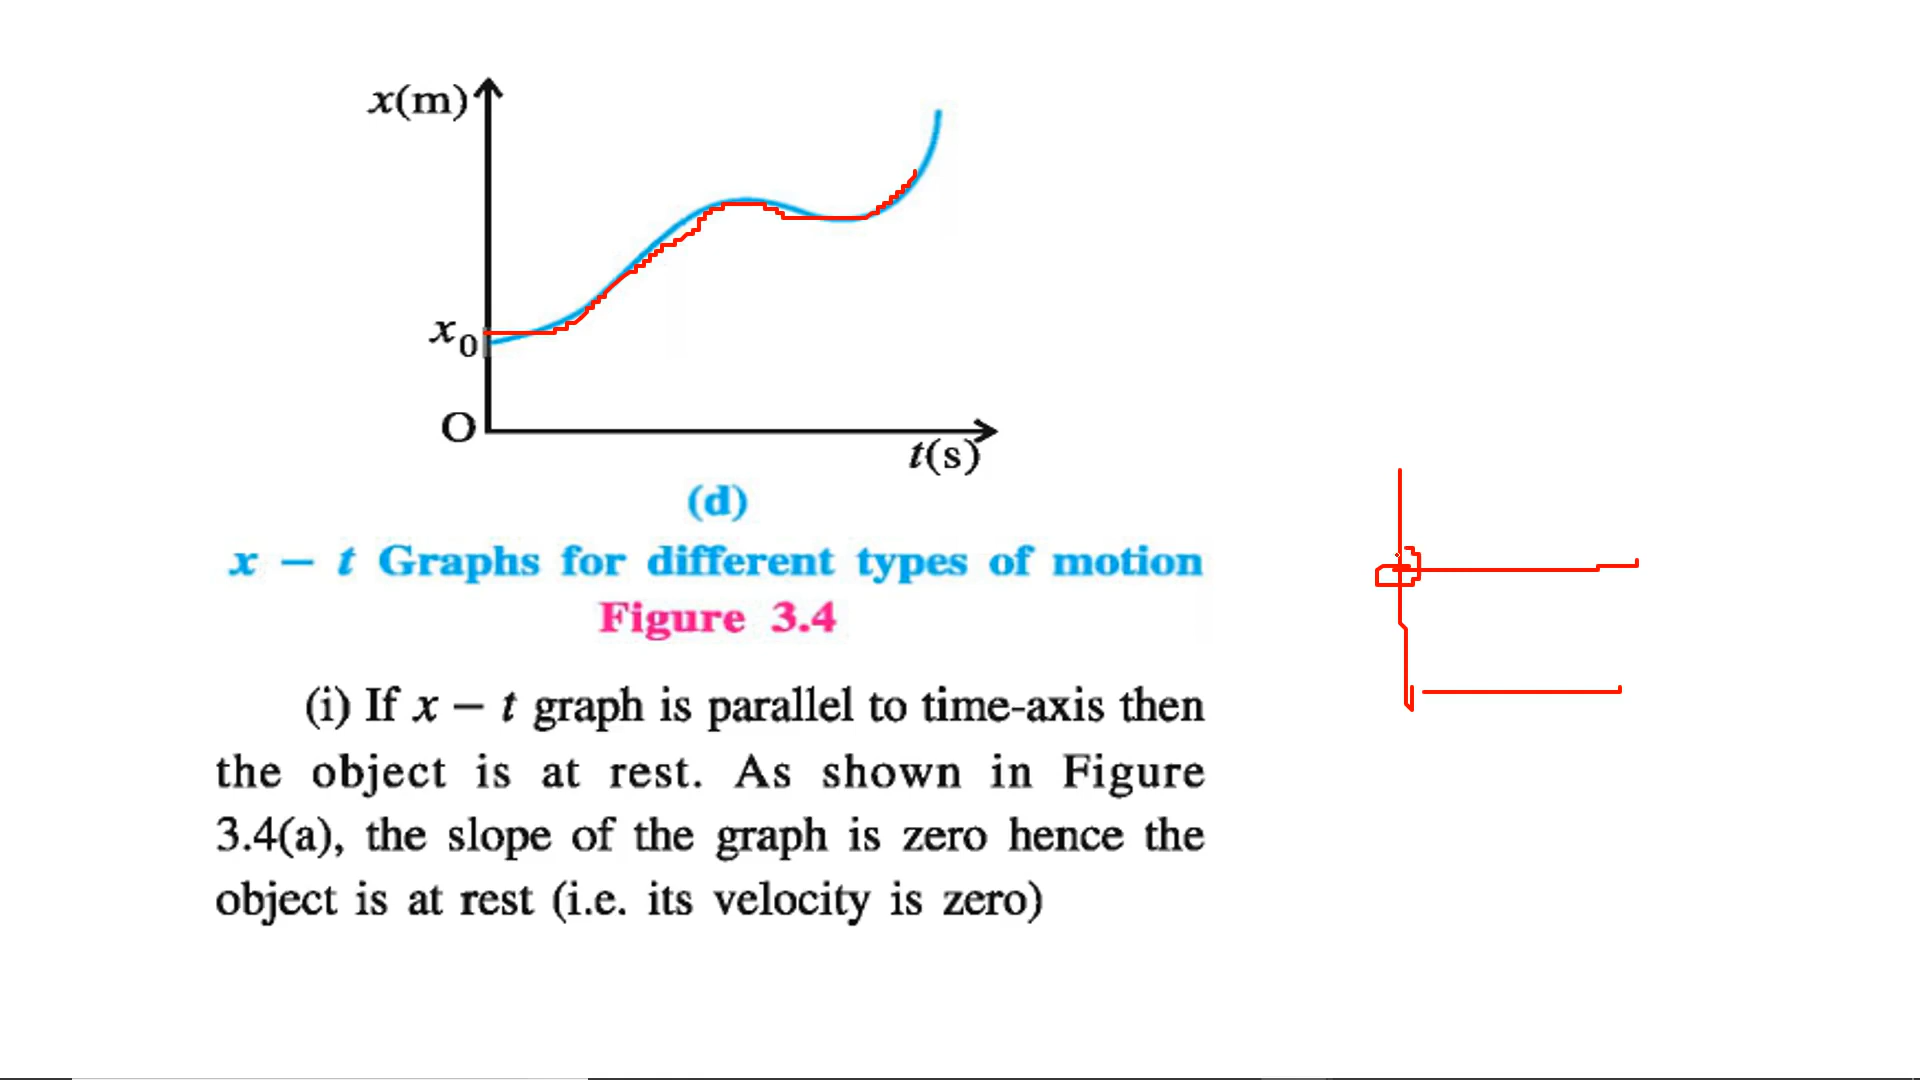 x(m)
x0
O
t(s)
(d)
x – t Graphs for different types of motion
Figure 3.4
(i) If x – t graph is parallel to time-axis then
the object is at rest. As shown in Figure
3.4(a), the slope of the graph is zero hence the
object is at rest (i.e. its velocity is zero)